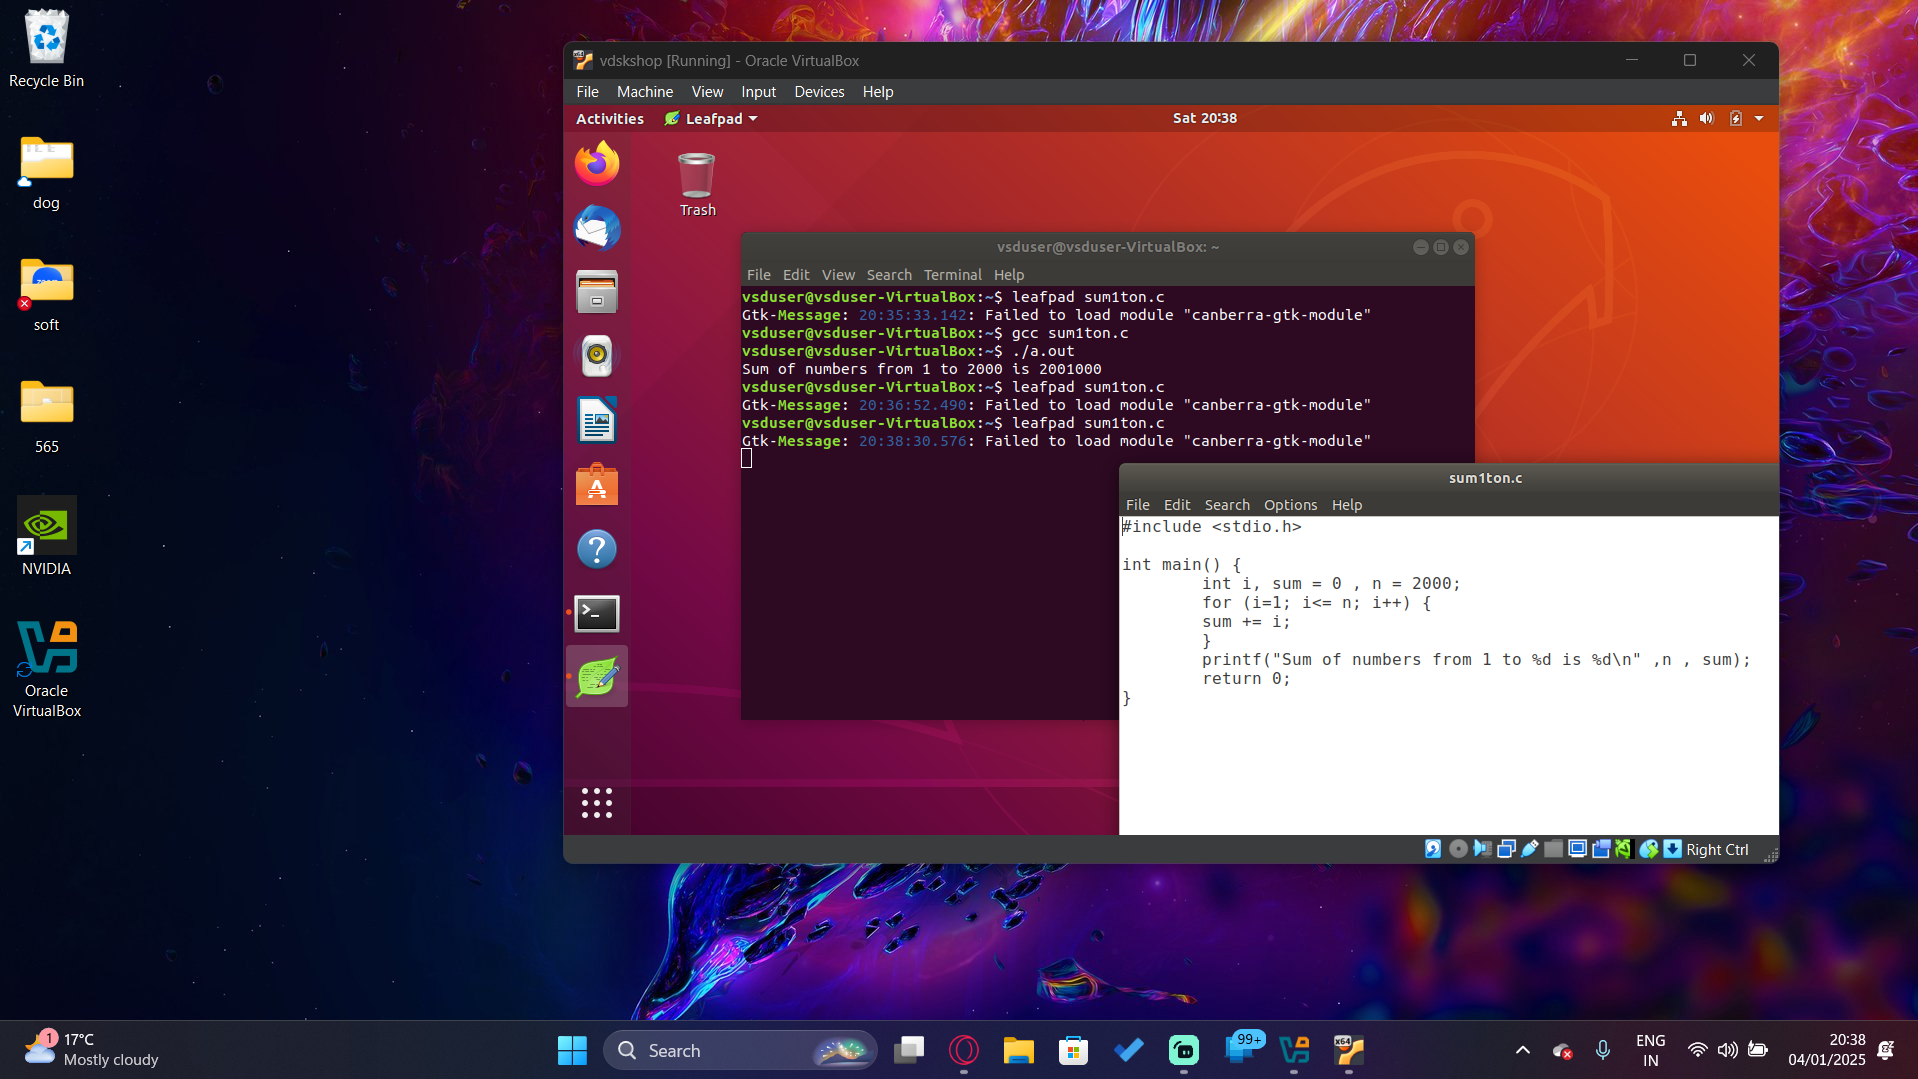 Recycle Bin
dog
soft
565
NVIDIA
Oracle
VirtualBox
vdskshop [Running] - Oracle VirtualBox
File Machine View Input Devices Help
Activities Leafpad Sat 20:38
Trash
vsduser@vsduser-VirtualBox: ~
File Edit View Search Terminal Help
vsduser@vsduser-VirtualBox:~$ leafpad sum1ton.c
Gtk-Message: 20:35:33.142: Failed to load module "canberra-gtk-module"
vsduser@vsduser-VirtualBox:~$ gcc sum1ton.c
vsduser@vsduser-VirtualBox:~$ ./a.out
Sum of numbers from 1 to 2000 is 2001000
vsduser@vsduser-VirtualBox:~$ leafpad sum1ton.c
Gtk-Message: 20:36:52.490: Failed to load module "canberra-gtk-module"
vsduser@vsduser-VirtualBox:~$ leafpad sum1ton.c
Gtk-Message: 20:38:30.576: Failed to load module "canberra-gtk-module"
sum1ton.c
File Edit Search Options Help
#include <stdio.h>
int main() {
int i, sum = 0 , n = 2000;
for (i=1; i<= n; i++) {
sum += i;
}
printf("Sum of numbers from 1 to %d is %d\n" ,n , sum);
return 0;
}
Right Ctrl
1
17°C
Mostly cloudy
Search
99+
x64
ENG
IN
20:38
04/01/2025